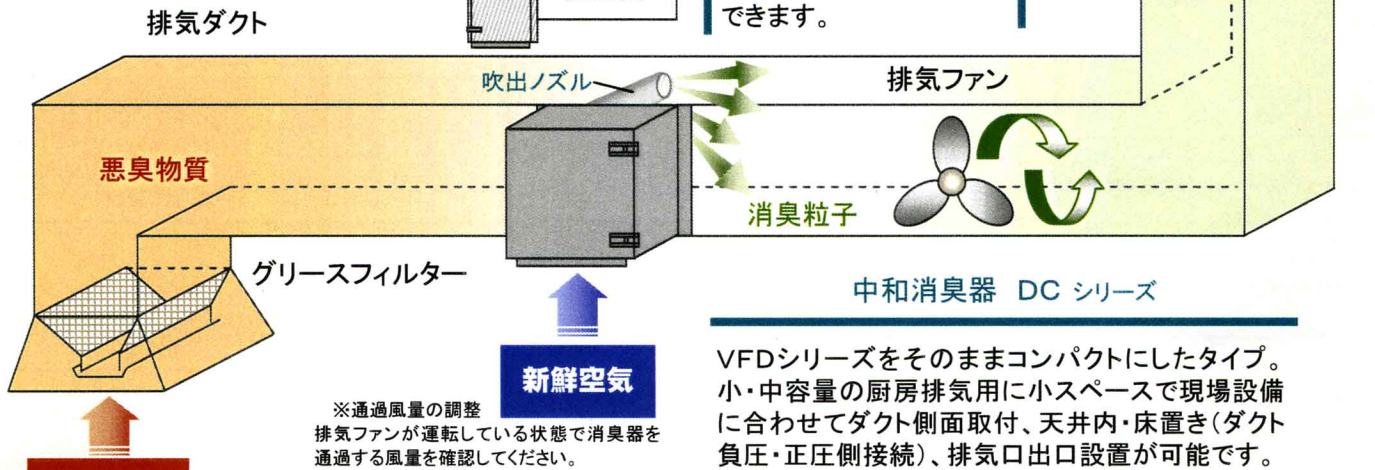 排気ダクト
できます。
吹出ノズル
排気ファン
悪臭物質
消臭粒子
グリースフィルター
中和消臭器 DC シリーズ
新鮮空気
※通過風量の調整
排気ファンが運転している状態で消臭器を
通過する風量を確認してください。
VFDシリーズをそのままコンパクトにしたタイプ。
小・中容量の厨房排気用に小スペースで現場設備
に合わせてダクト側面取付、天井内・床置き(ダクト
負圧・正圧側接続)、排気口出口設置が可能です。